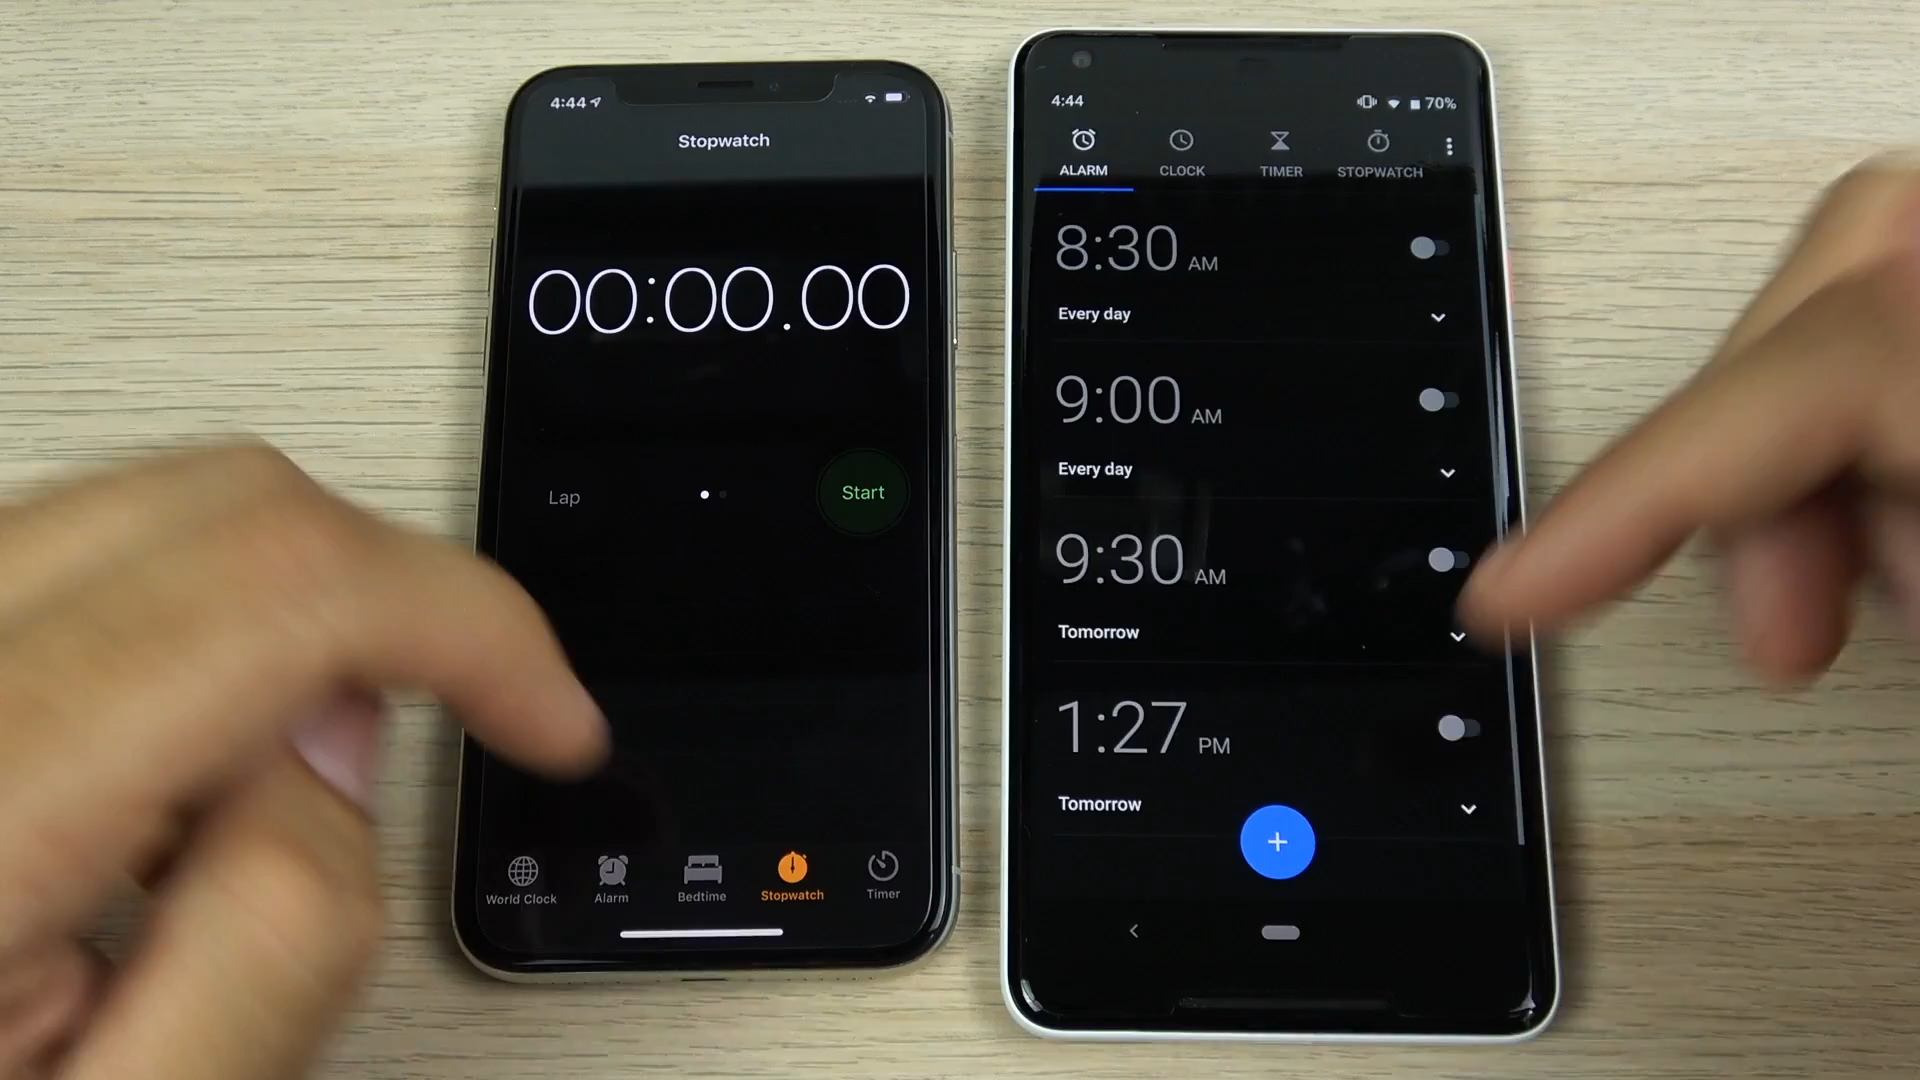 4:44
Stopwatch
00:00.00
Lap
Start
World Clock
Alarm
Bedtime
Stopwatch
Timer
4:44
70%
ALARM
CLOCK
TIMER
STOPWATCH
8:30 AM
Every day
9:00 AM
Every day
9:30 AM
Tomorrow
1:27 PM
Tomorrow
+